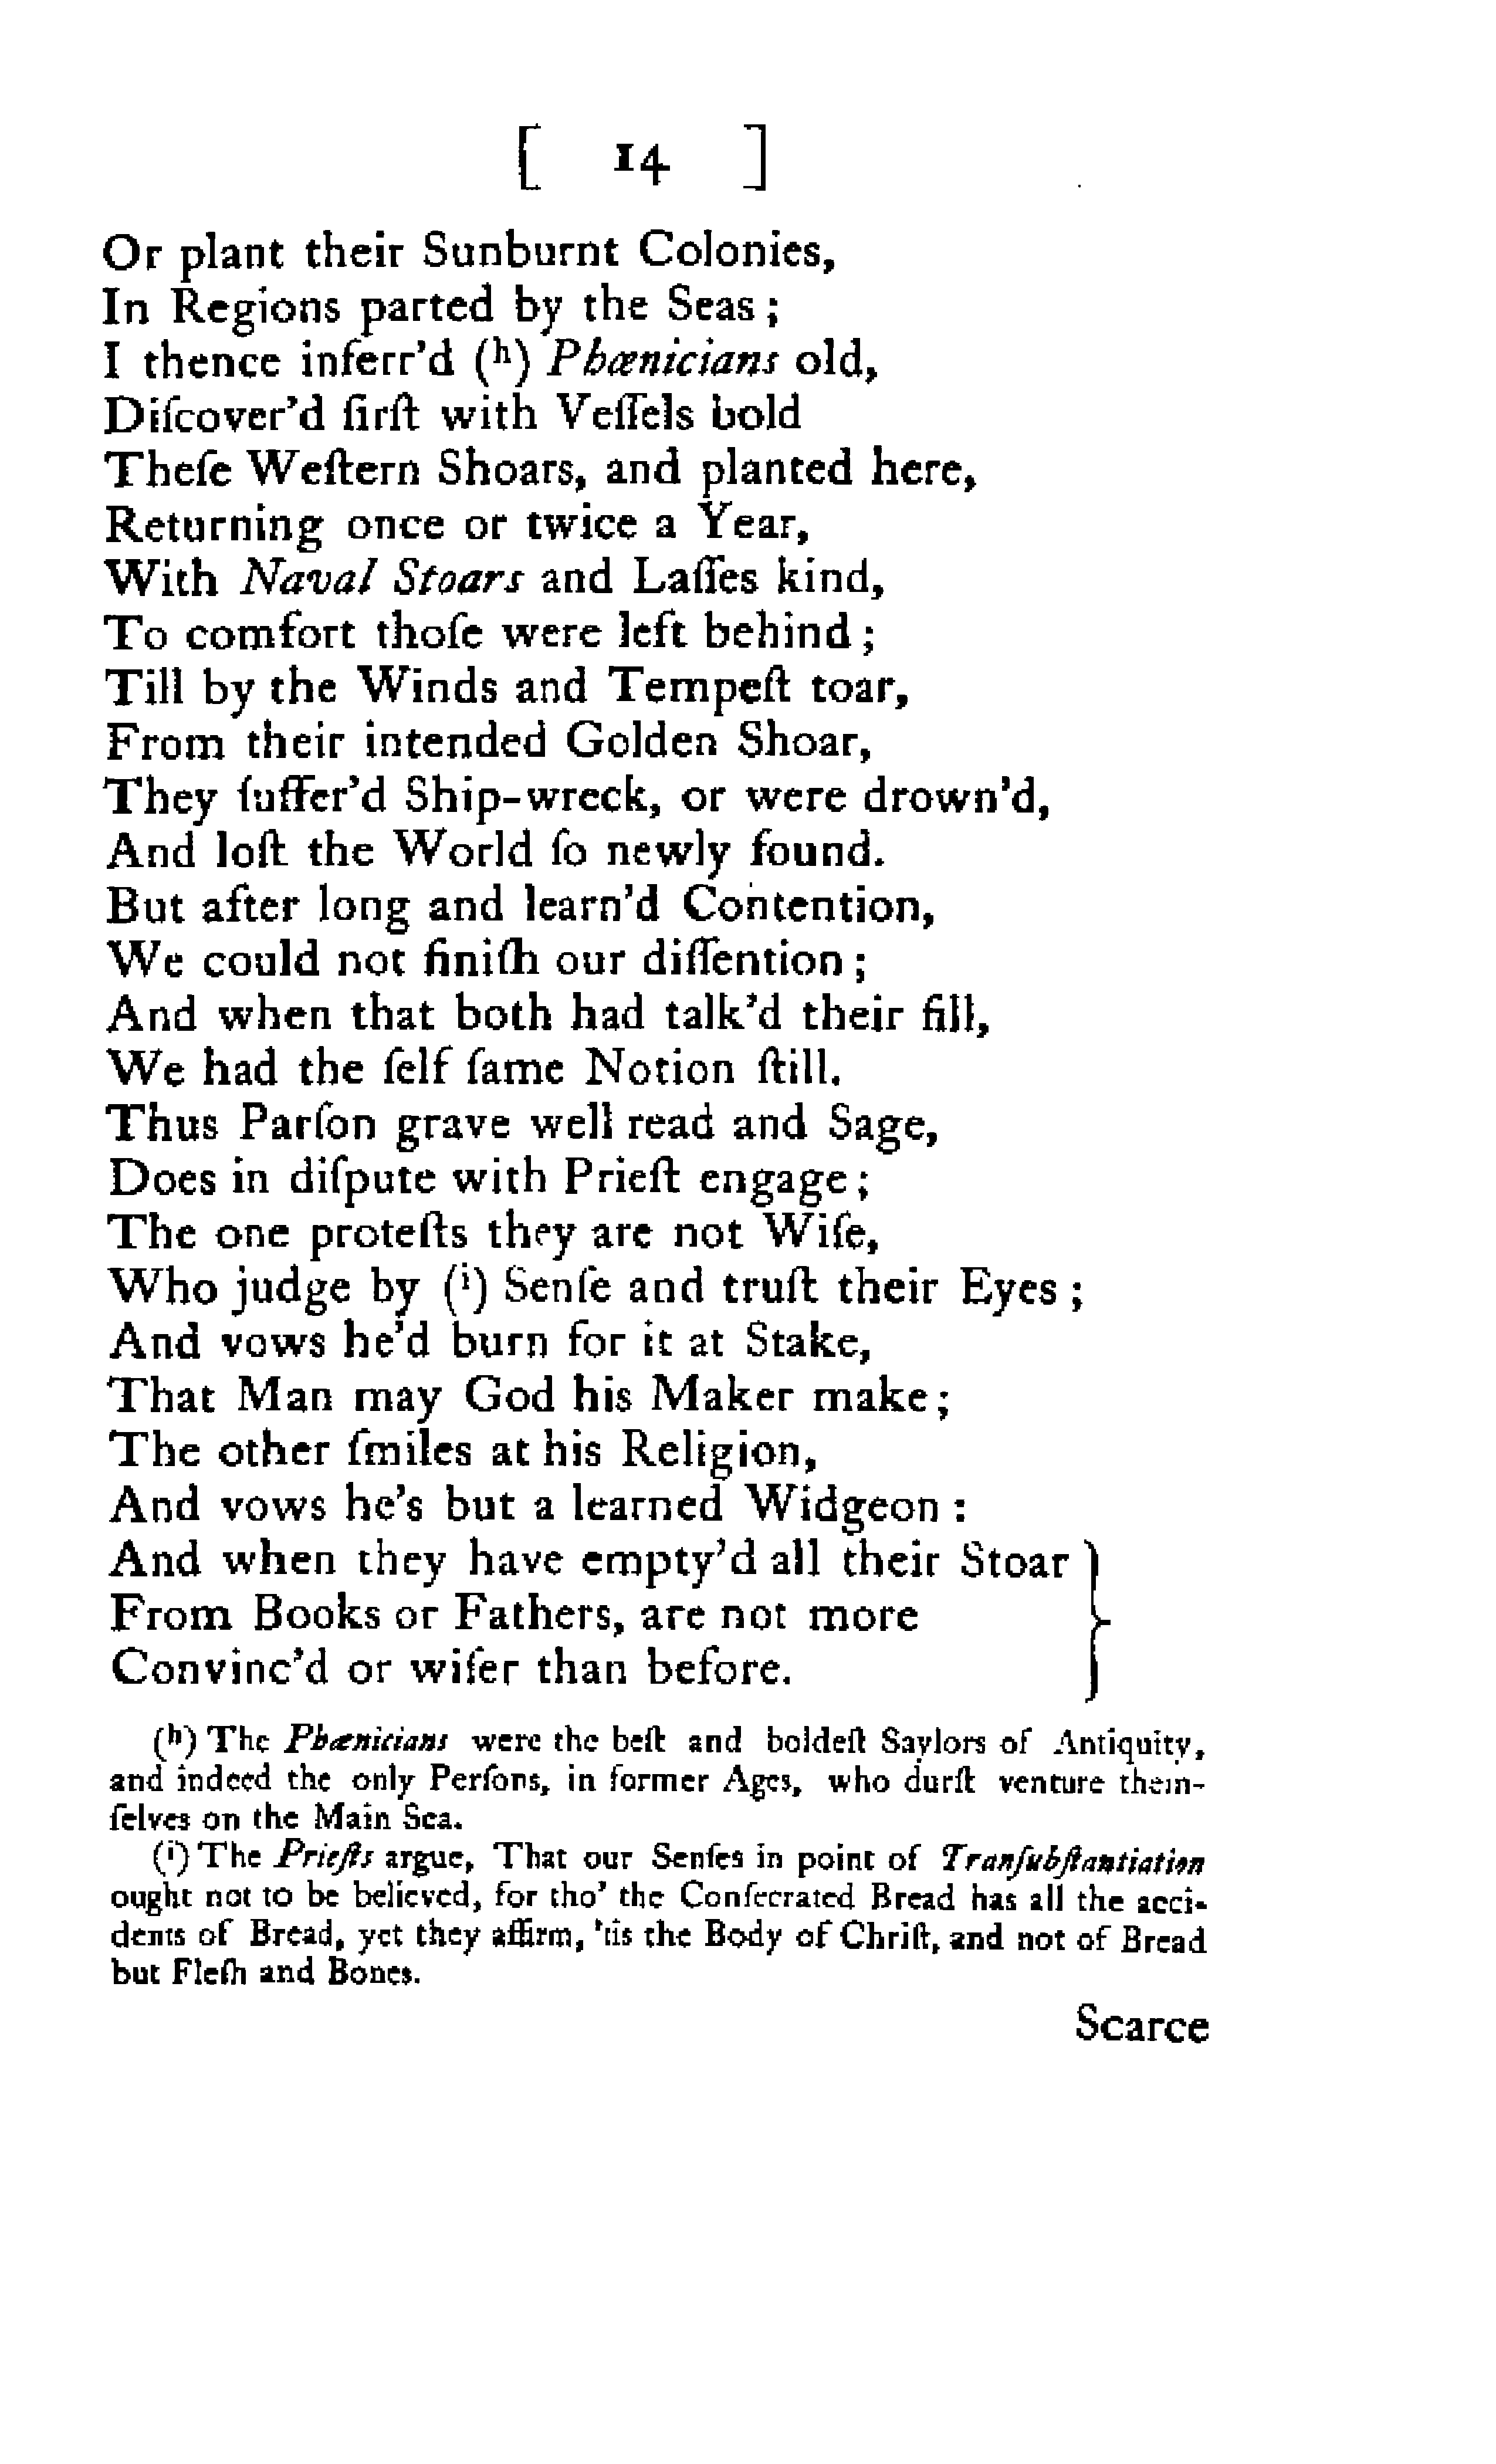 [ 14 ]
Or plant their Sunburnt Colonies,
In Regions parted by the Seas;
I thence inferr'd (h) Phœnicians old,
Diſcover'd firſt with Veſſels bold
Theſe Weſtern Shoars, and planted here,
Returning once or twice a Year,
With Naval Stoars and Laſſes kind,
To comfort thoſe were left behind;
Till by the Winds and Tempeſt toar,
From their intended Golden Shoar,
They ſuffer'd Ship-wreck, or were drown'd,
And loſt the World ſo newly found.
But after long and learn'd Contention,
We could not finiſh our diſſention;
And when that both had talk'd their fill,
We had the ſelf ſame Notion ſtill.
Thus Parſon grave well read and Sage,
Does in diſpute with Prieſt engage;
The one proteſts they are not Wiſe,
Who judge by (i) Senſe and truſt their Eyes;
And vows he'd burn for it at Stake,
That Man may God his Maker make;
The other ſmiles at his Religion,
And vows he's but a learned Widgeon:
And when they have empty'd all their Stoar
From Books or Fathers, are not more
Convinc'd or wiſer than before.
(h) The Phœnicians were the beſt and boldeſt Saylors of Antiquity,
and indeed the only Perſons, in former Ages, who durſt venture them-
ſelves on the Main Sea.
(i) The Prieſts argue, That our Senſes in point of Tranſubſtantiation
ought not to be believed, for tho' the Conſecrated Bread has all the acci-
dents of Bread, yet they affirm, 'tis the Body of Chriſt, and not of Bread
but Fleſh and Bones.
Scarce